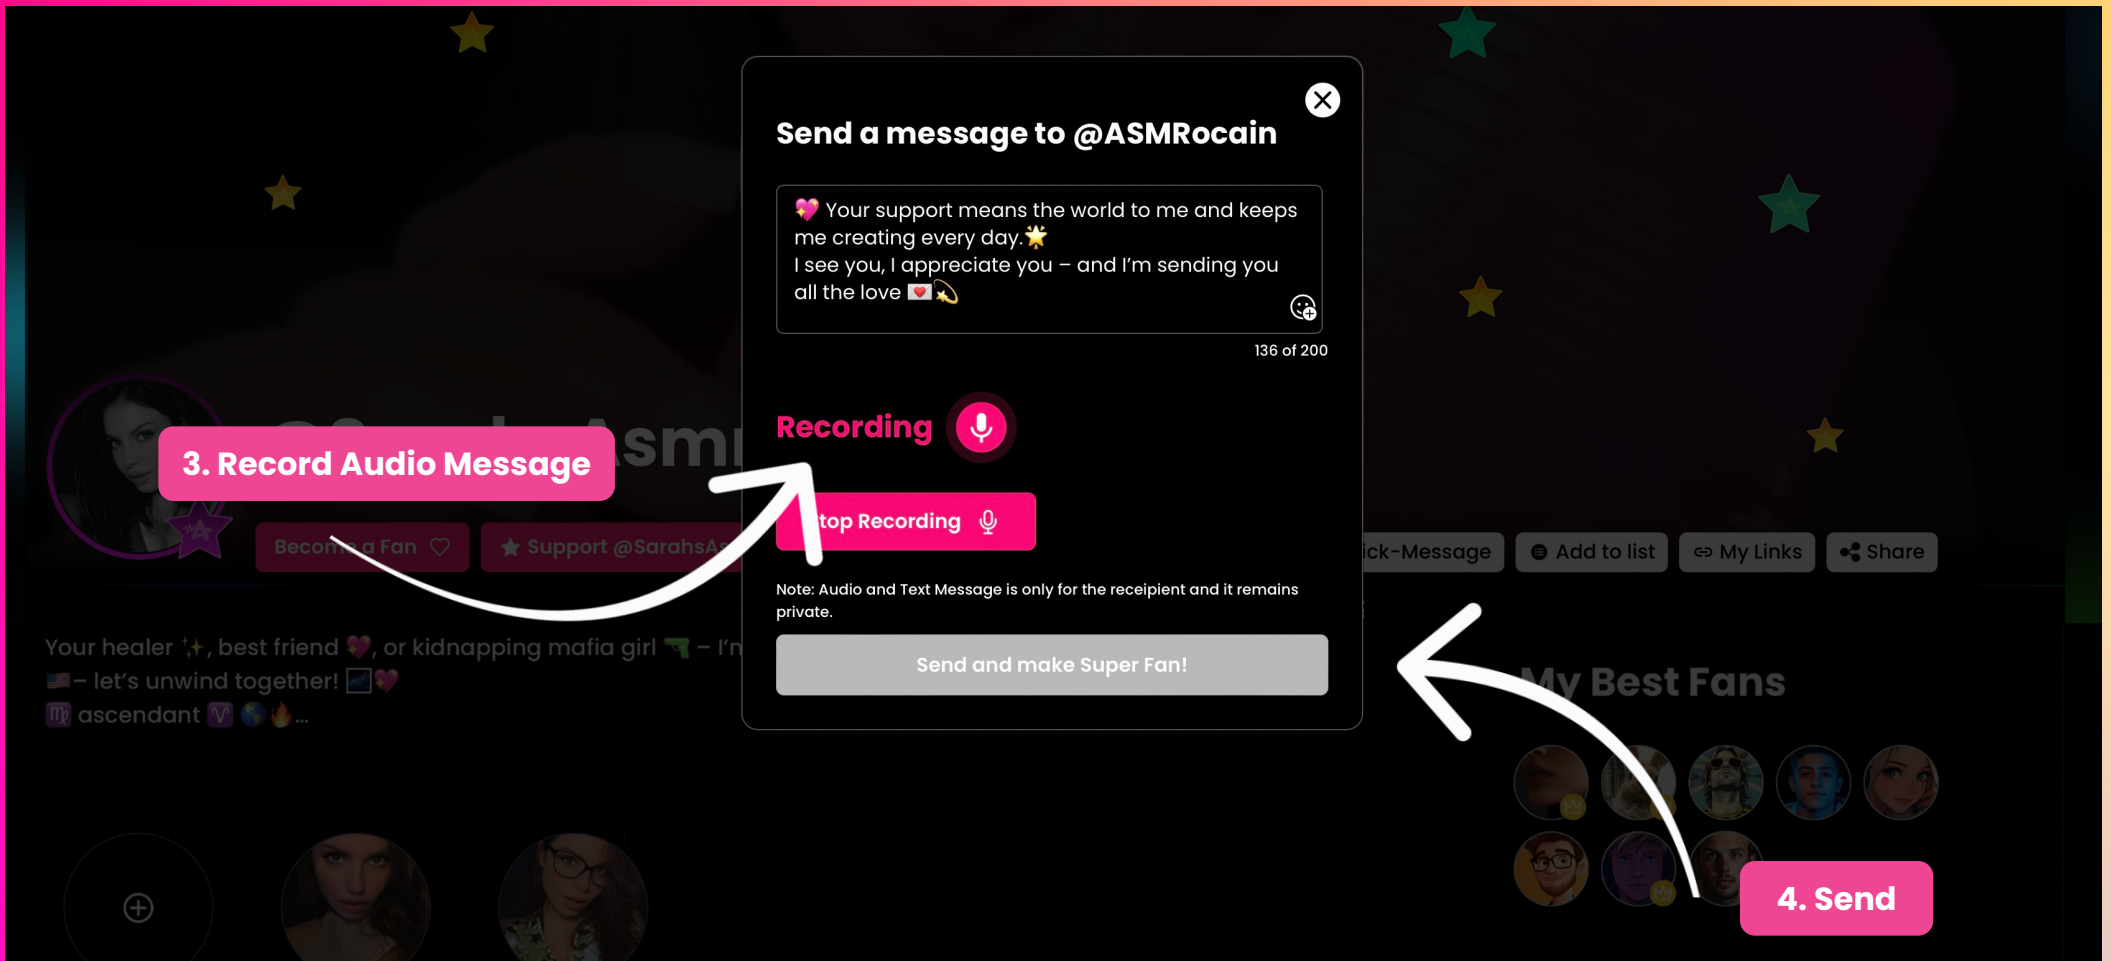 Send a message to @ASMRocain
💖 Your support means the world to me and keeps
me creating every day.🌟
I see you, I appreciate you – and I'm sending you
all the love 💌💫
136 of 200
Recording
3. Record Audio Message
Asm
top Recording
Become a Fan
Support @SarahsAs
ick-Message
Add to list
My Links
Share
Note: Audio and Text Message is only for the receipient and it remains
private.
Send and make Super Fan!
Your healer ✨, best friend 💖, or kidnapping mafia girl 🔫 – I'm
🇺🇸– let's unwind together! 🌌💖
♍ ascendant ♈ 🌎🔥...
My Best Fans
4. Send